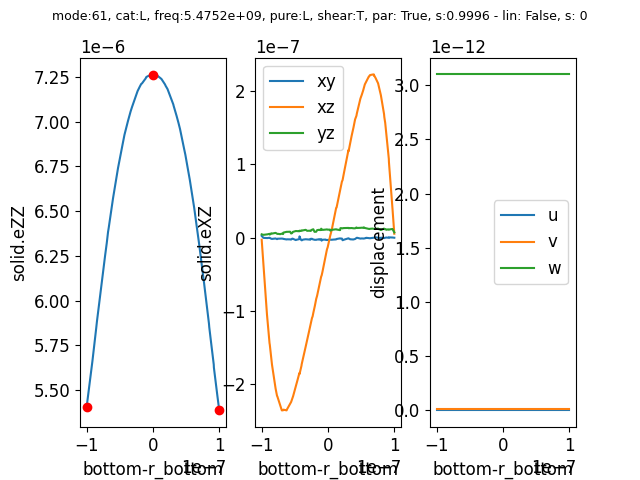 mode:61, cat:L, freq:5.4752e+09, pure:L, shear:T, par: True, s:0.9996 - lin: False, s: 0
1e−6
7.25
7.00
6.75
6.50
6.25
6.00
5.75
5.50
solid.eZZ
−1 0 1
1e−7
bottom-r_bottom
1e−7
xy
xz
yz
2
1
0
−1
−2
solid.eXZ
−1 0 1
1e−7
bottom-r_bottom
1e−12
3.0
2.5
2.0
1.5
1.0
0.5
0.0
displacement
u
v
w
−1 0 1
1e−7
bottom-r_bottom